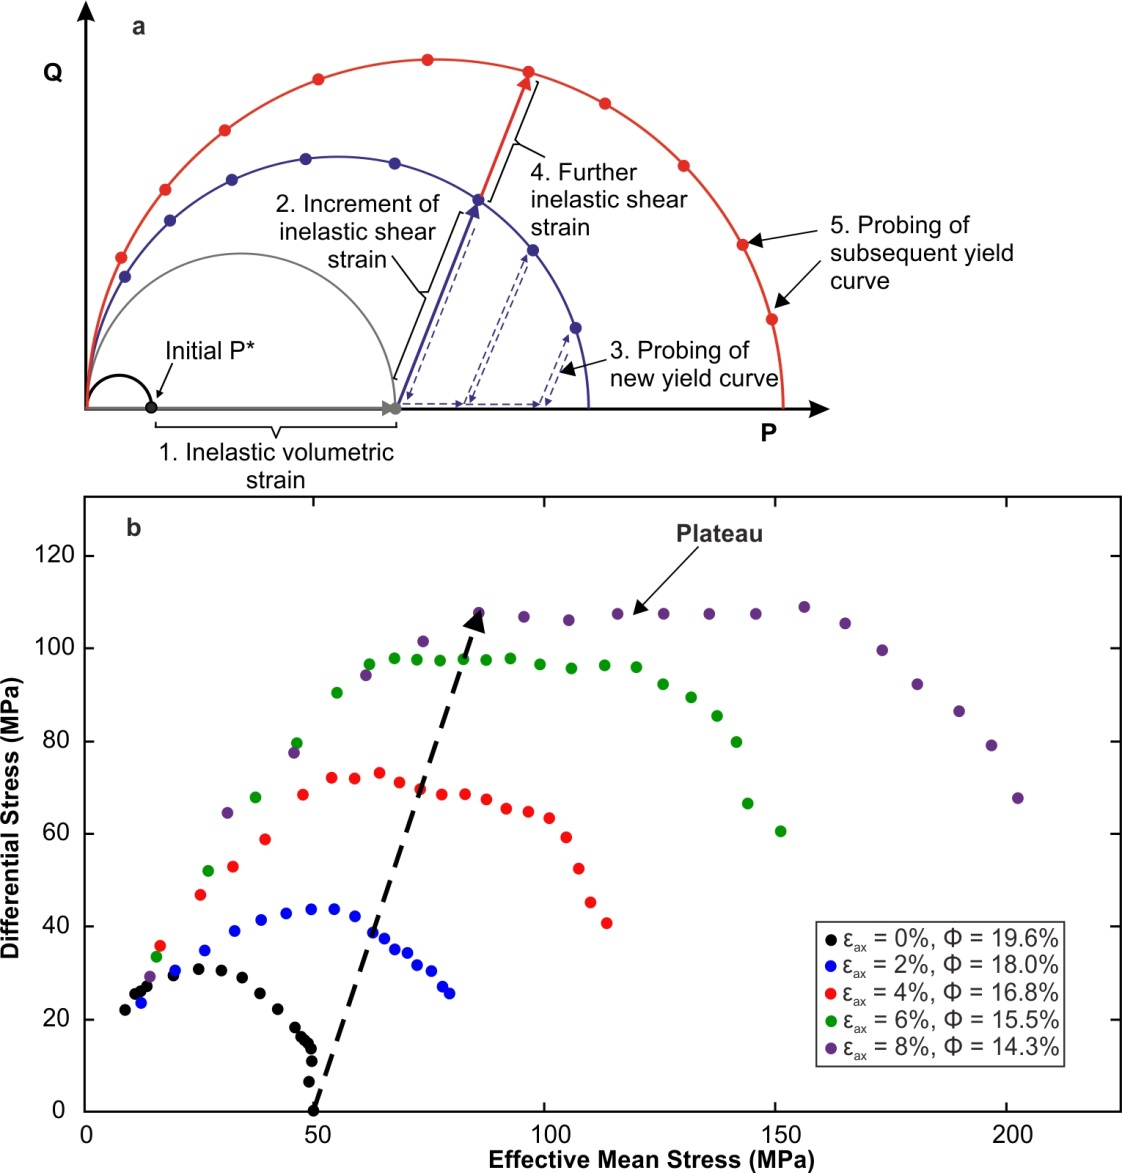 a
Q
Initial P*
2. Increment of
inelastic shear
strain
4. Further
inelastic shear
strain
5. Probing of
subsequent yield
curve
3. Probing of
new yield curve
P
1. Inelastic volumetric
strain
b
Plateau
Differential Stress (MPa)
120
100
80
60
40
20
0
εax = 0%, Φ = 19.6%
εax = 2%, Φ = 18.0%
εax = 4%, Φ = 16.8%
εax = 6%, Φ = 15.5%
εax = 8%, Φ = 14.3%
0 50 100 150 200
Effective Mean Stress (MPa)